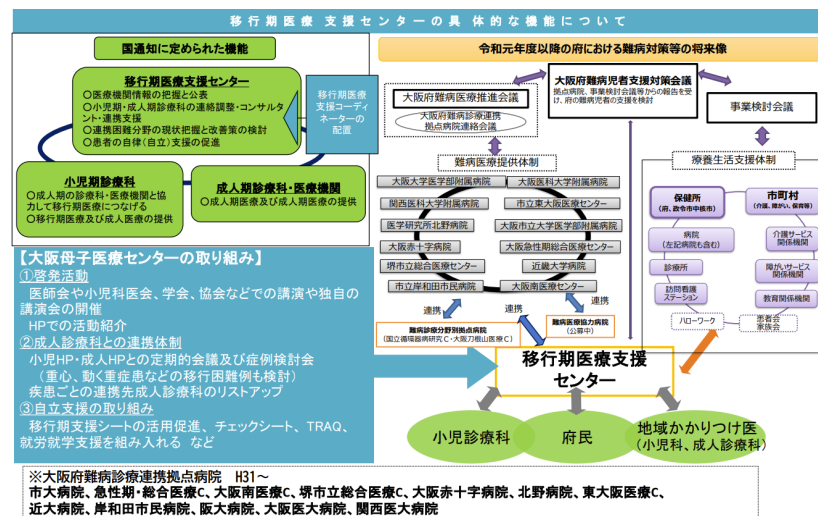 移行期医療 支援センターの具 体的な機能について
国通知に定められた機能
移行期医療支援センター
○医療機関情報の把握と公表
○小児期・成人期診療科の連絡調整・コンサルタント・連携支援
○連携困難分野の現状把握と改善策の検討
○患者の自律(自立)支援の促進
移行期医療
支援コーディ
ネーターの
配置
小児期診療科
○成人期の診療科・医療機関と協
力して移行期医療につなげる
○移行期医療及び成人医療の提供
成人期診療科・医療機関
○成人期医療及び成人期医療の提供
【大阪母子医療センターの取り組み】
①啓発活動
医師会や小児科医会、学会、協会などでの講演や独自の
講演会の開催
HPでの活動紹介
②成人診療科との連携体制
小児HP・成人HPとの定期的会議及び症例検討会
（重心、動く重症患などの移行困難例も検討）
疾患ごとの連携先成人診療科のリストアップ
③自立支援の取り組み
移行期支援シートの活用促進、チェックシート、TRAQ、
就労就学支援を組み入れる など
令和元年度以降の府における難病対策等の将来像
大阪府難病医療推進会議
大阪府難病診療連携
拠点病院連絡会議
大阪府難病児者支援対策会議
拠点病院、事業検討会議等からの報告を受
け、府の難病児者の支援を検討
事業検討会議
難病医療提供体制
大阪大学医学部附属病院
大阪医科大学附属病院
関西医科大学附属病院
市立東大阪医療センター
医学研究所北野病院
大阪市立大学医学部附属病院
大阪赤十字病院
大阪急性期総合医療センター
堺市立総合医療センター
近畿大学病院
市立岸和田市民病院
大阪南医療センター
連携
連携
難病診療分野別拠点病院
（国立循環器病研究C・大阪刀根山医療C）
難病医療協力病院
（公募中）
療養生活支援体制
保健所
（府、政令市中核市）
病院
（左記病院も含む）
診療所
訪問看護
ステーション
ハローワーク
市町村
（介護、障がい、保育等）
介護サービス
関係機関
障がいサービス
関係機関
教育関係機関
患者会
家族会
移行期医療支援
センター
小児診療科
府民
地域かかりつけ医
（小児科、成人診療科）
※大阪府難病診療連携拠点病院 H31～
市大病院、急性期・総合医療C、大阪南医療C、堺市立総合医療C、大阪赤十字病院、北野病院、東大阪医療C、
近大病院、岸和田市民病院、阪大病院、大阪医大病院、関西医大病院